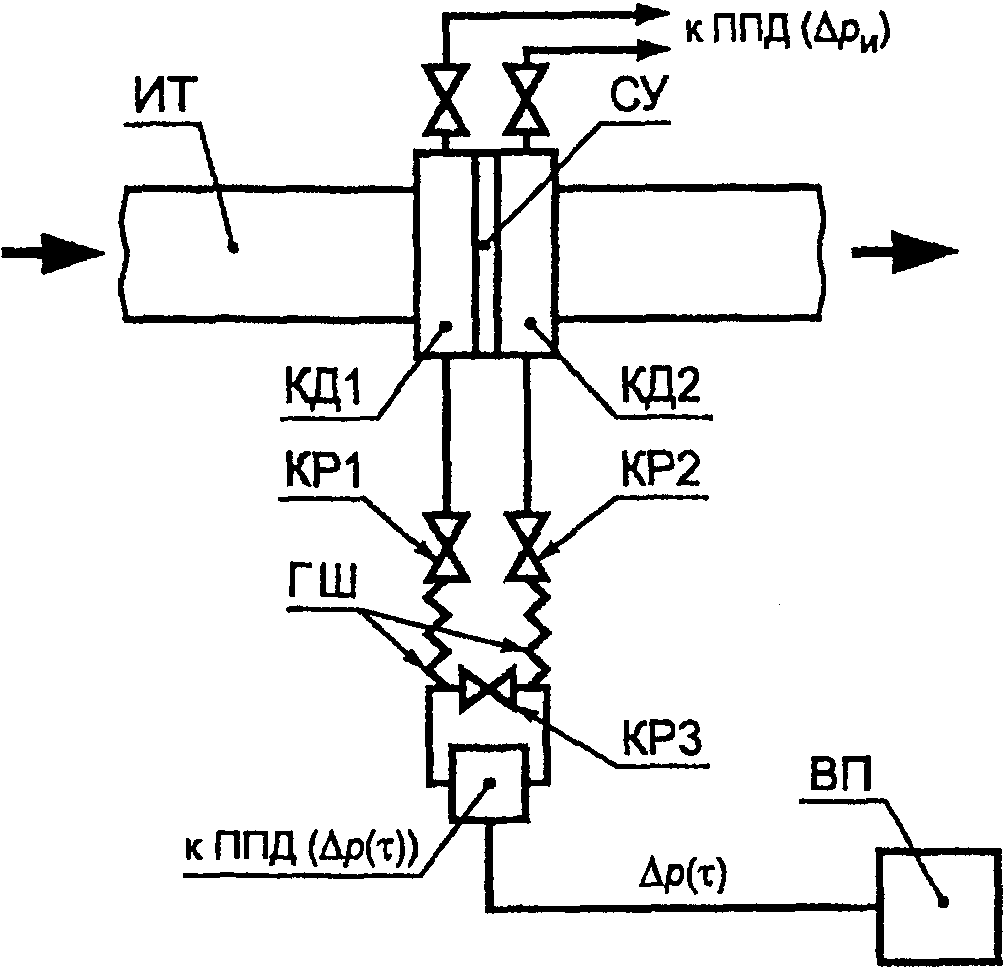 к ППД (Δpи)
ИТ
СУ
КД1
КД2
КР1
КР2
ГШ
КР3
ВП
к ППД (Δp(τ))
Δp(τ)